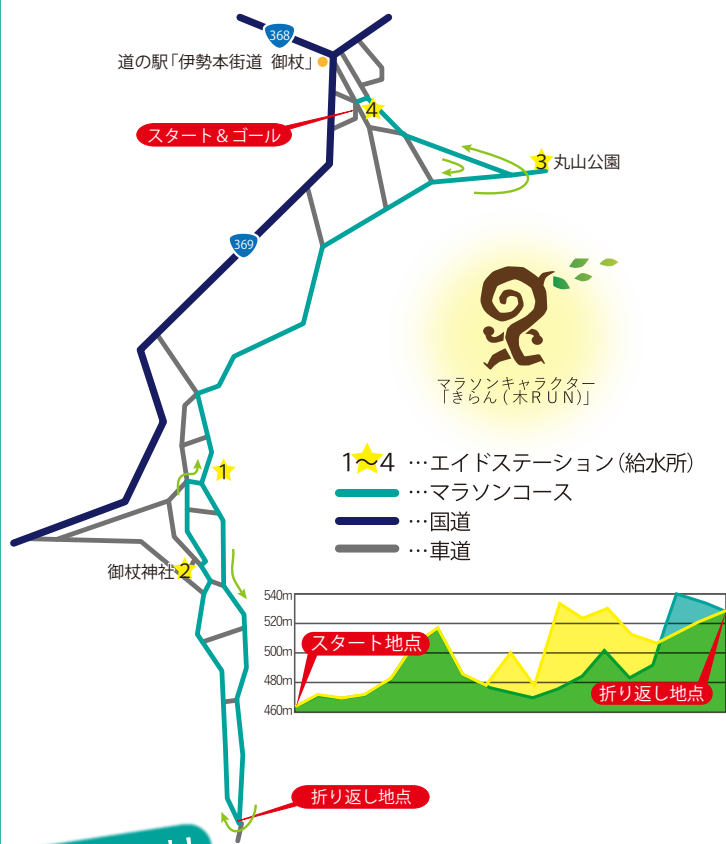 368
道の駅「伊勢本街道 御杖」
4
スタート＆ゴール
3 丸山公園
369
マラソンキャラクター
「きらん（木ＲＵＮ）」
1～4 …エイドステーション（給水所）
…マラソンコース
…国道
…車道
1
御杖神社 2
540m
520m
500m
480m
460m
スタート地点
折り返し地点
折り返し地点